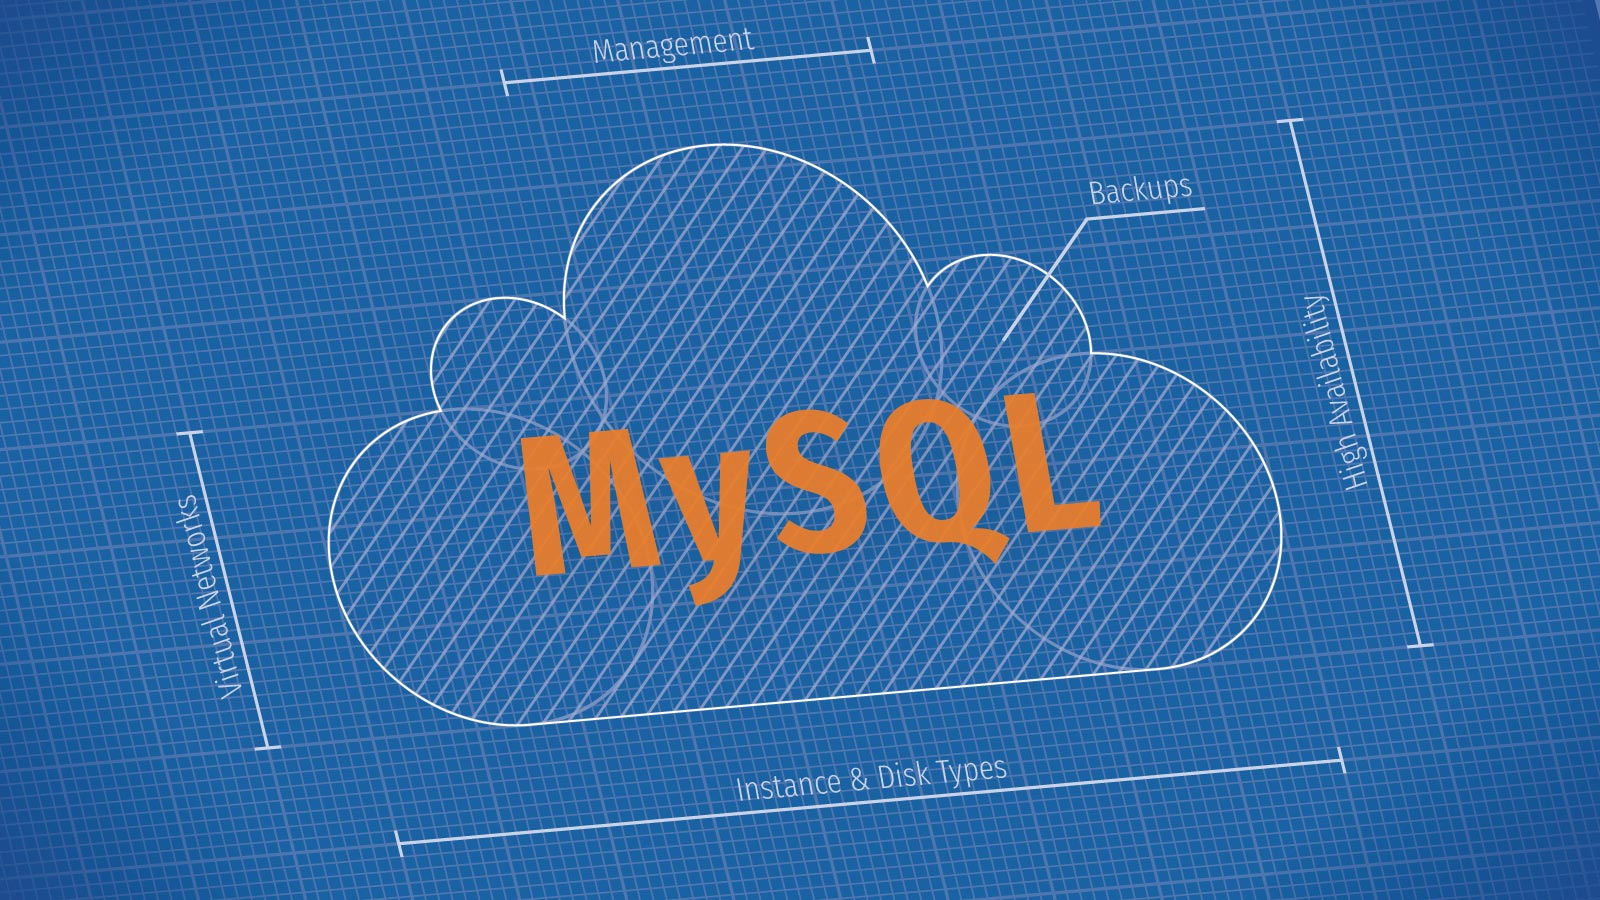 Management
Backups
High Availability
MySQL
Virtual Networks
Instance & Disk Types